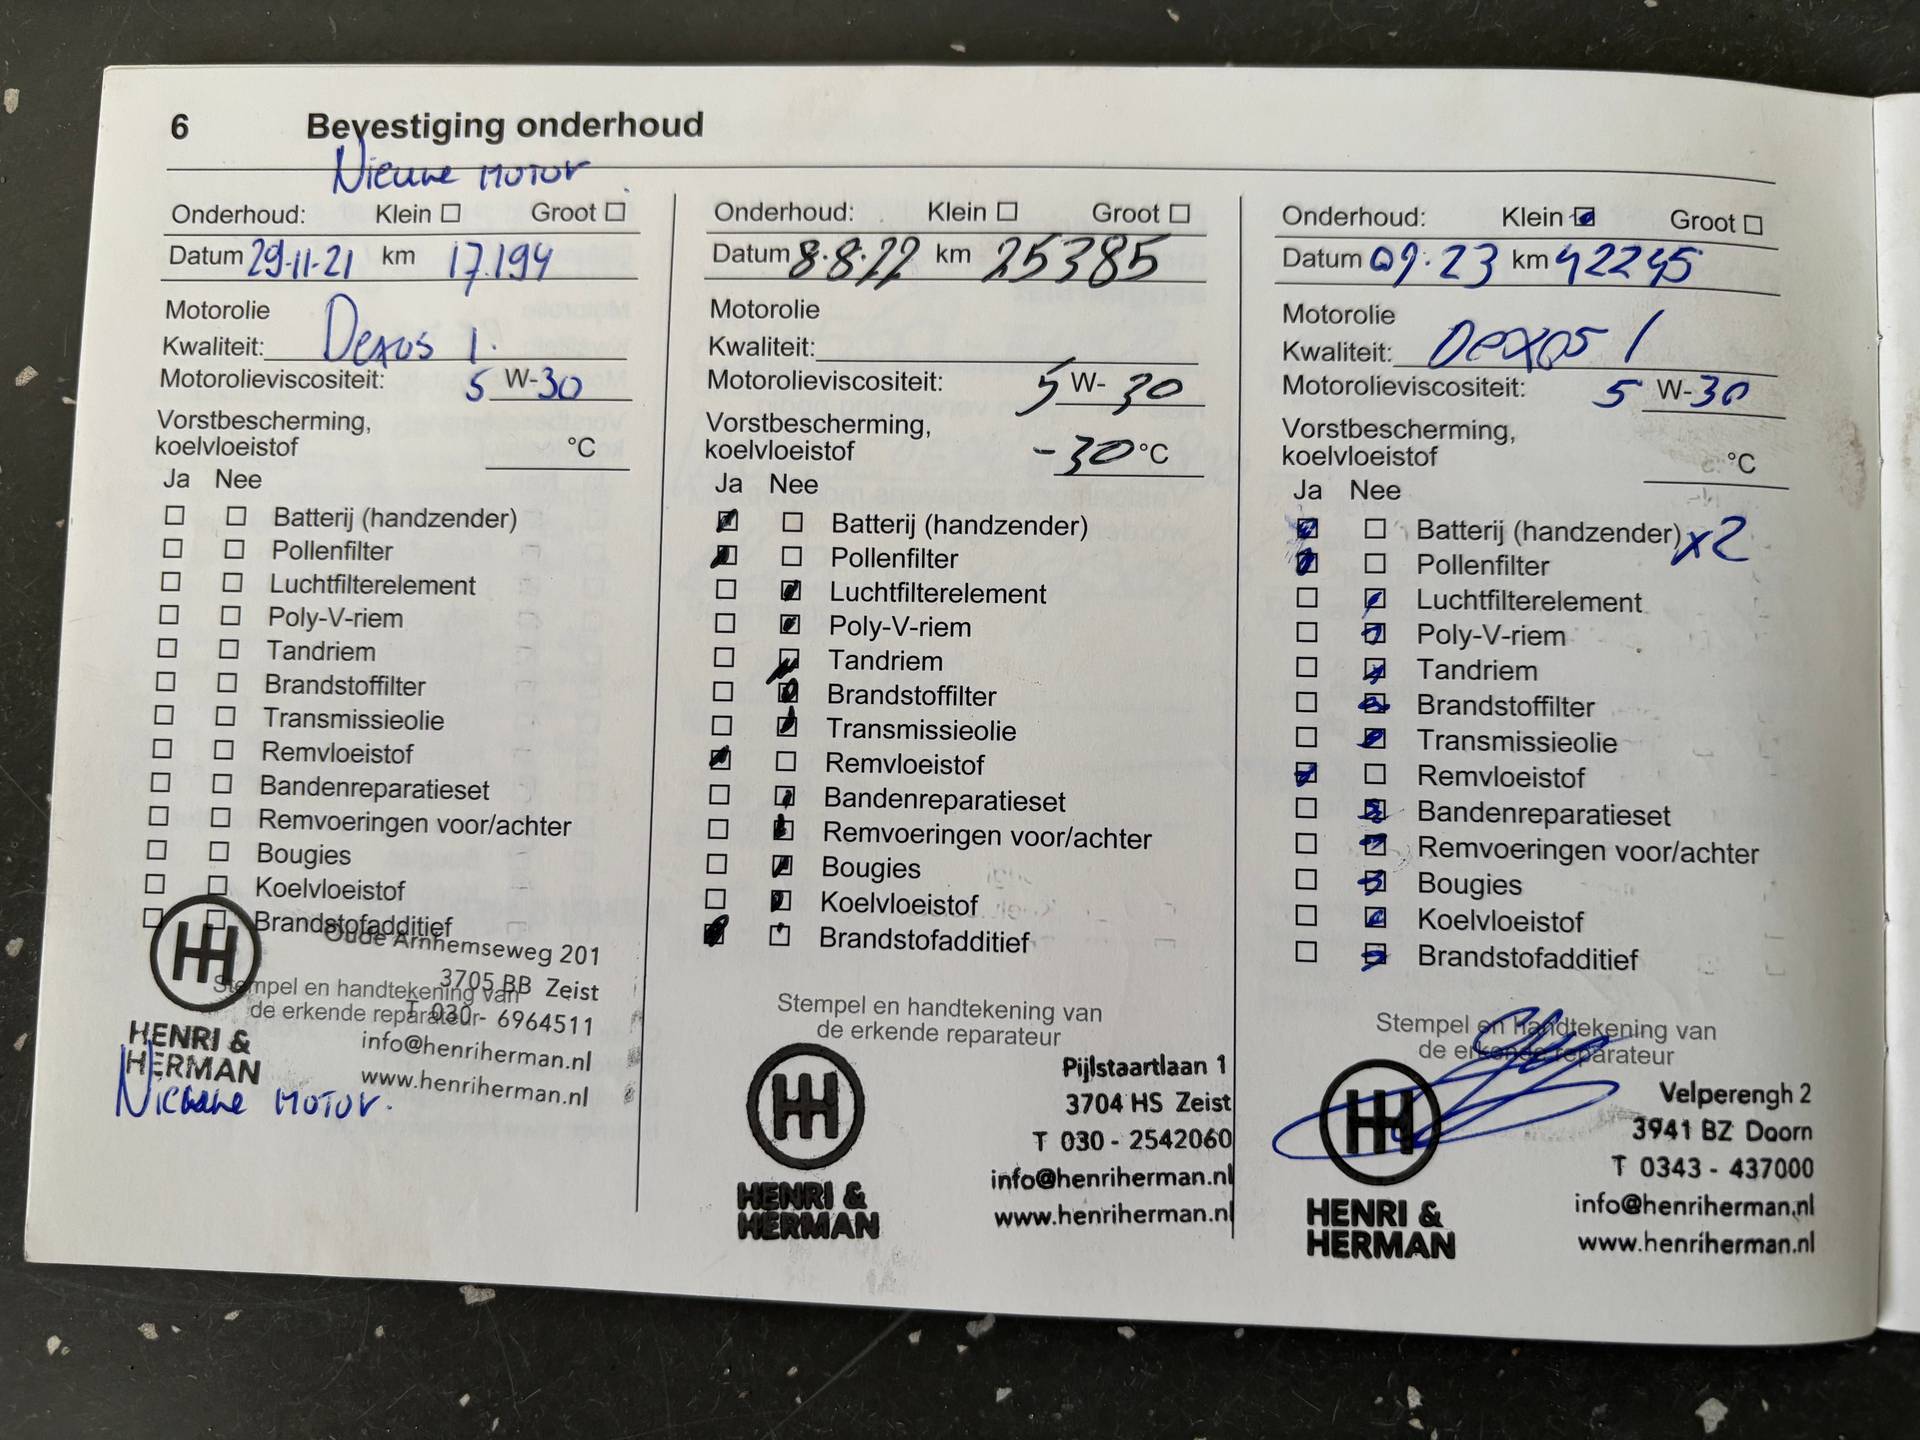 6 Bevestiging onderhoud
Nieuwe MOTOR
Onderhoud: Klein Groot
Datum 29-11-21 km 17.194
Motorolie
Kwaliteit: Dexos 1.
Motorolieviscositeit: 5 W-30
Vorstbescherming,
koelvloeistof °C
Ja Nee
Batterij (handzender)
Pollenfilter
Luchtfilterelement
Poly-V-riem
Tandriem
Brandstoffilter
Transmissieolie
Remvloeistof
Bandenreparatieset
Remvoeringen voor/achter
Bougies
Koelvloeistof
Brandstofadditief
Stempel en handtekening van
de erkende reparateur
HENRI &
HERMAN
Oude Arnhemseweg 201
3705 BB Zeist
T 030 - 6964511
info@henriherman.nl
www.henriherman.nl
Nieuwe MOTOR.
Onderhoud: Klein Groot
Datum 8.8.22 km 25385
Motorolie
Kwaliteit:
Motorolieviscositeit: 5 W- 30
Vorstbescherming,
koelvloeistof -30 °C
Ja Nee
Batterij (handzender)
Pollenfilter
Luchtfilterelement
Poly-V-riem
Tandriem
Brandstoffilter
Transmissieolie
Remvloeistof
Bandenreparatieset
Remvoeringen voor/achter
Bougies
Koelvloeistof
Brandstofadditief
Stempel en handtekening van
de erkende reparateur
HENRI &
HERMAN
Pijlstaartlaan 1
3704 HS Zeist
T 030 - 2542060
info@henriherman.nl
www.henriherman.nl
Onderhoud: Klein Groot
Datum 09.23 km 42245
Motorolie
Kwaliteit: Dexos 1
Motorolieviscositeit: 5 W-30
Vorstbescherming,
koelvloeistof °C
Ja Nee
Batterij (handzender) x2
Pollenfilter
Luchtfilterelement
Poly-V-riem
Tandriem
Brandstoffilter
Transmissieolie
Remvloeistof
Bandenreparatieset
Remvoeringen voor/achter
Bougies
Koelvloeistof
Brandstofadditief
Stempel en handtekening van
de erkende reparateur
HENRI &
HERMAN
Velperengh 2
3941 BZ Doorn
T 0343 - 437000
info@henriherman.nl
www.henriherman.nl